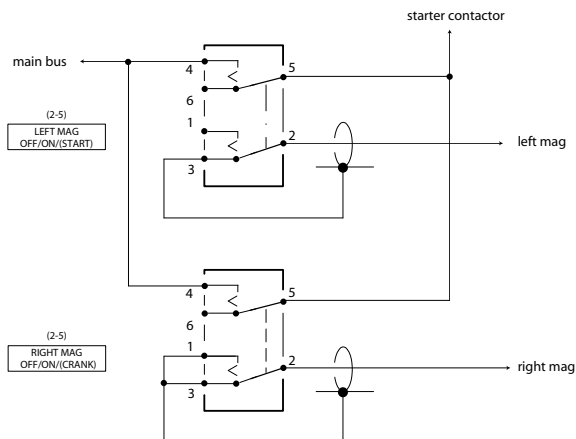 starter contactor
main bus
4
5
6
(2-5)
LEFT MAG
OFF/ON/(START)
1
2
left mag
3
4
5
6
(2-5)
RIGHT MAG
OFF/ON/(CRANK)
1
2
right mag
3